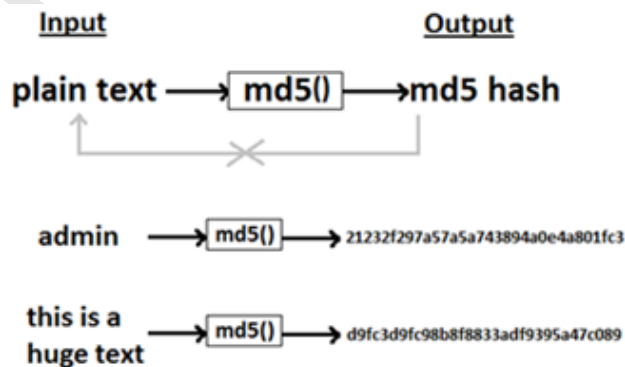 Input Output
plain text md5() md5 hash
admin md5() 21232f297a57a5a743894a0e4a801fc3
this is a
huge text md5() d9fc3d9fc98b8f8833adf9395a47c089